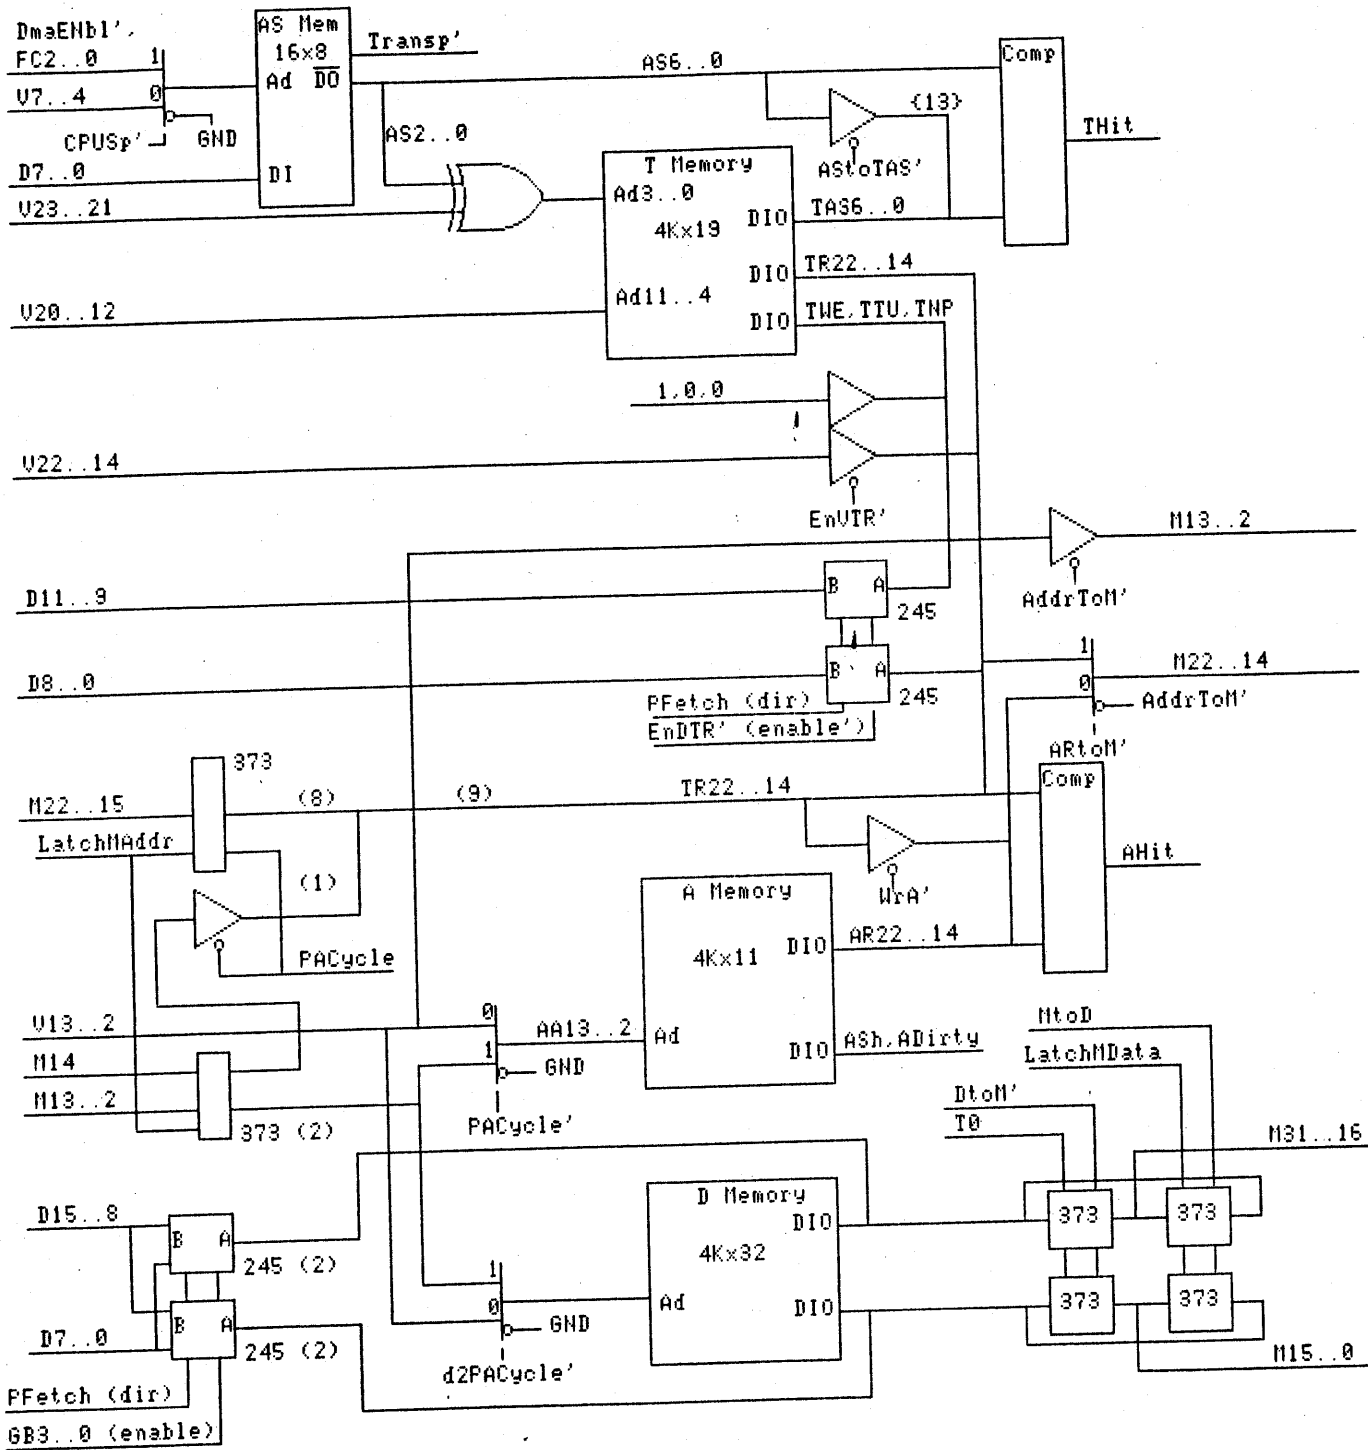 DmaENbl',
FC2..0
1
V7..4
0
CPUSp'
GND
D7..0
V23..21
AS Mem
16x8
Ad
DO
DI
Transp'
AS6..0
AS2..0
{13}
AStoTAS'
Comp
THit
T Memory
Ad3..0
4Kx19
DIO
TAS6..0
DIO
TR22..14
Ad11..4
DIO
TWE,TTU,TNP
V20..12
1,0,0
V22..14
EnVTR'
M13..2
AddrToM'
D11..9
B A
245
D8..0
B A
245
PFetch (dir)
EnDTR' (enable')
1
M22..14
0
AddrToM'
ARtoM'
373
M22..15
(8)
(9)
TR22..14
Comp
LatchMAddr
(1)
WrA'
AHit
PACycle
A Memory
4Kx11
DIO
AR22..14
V13..2
0
AA13..2
Ad
1
GND
DIO
ASh,ADirty
M14
M13..2
373 (2)
PACycle'
MtoD
LatchMData
DtoM'
T0
M31..16
D15..8
B A
245 (2)
D Memory
DIO
4Kx32
373
373
1
0
Ad
DIO
373
373
GND
d2PACycle'
D7..0
B A
245 (2)
M15..0
PFetch (dir)
GB3..0 (enable)